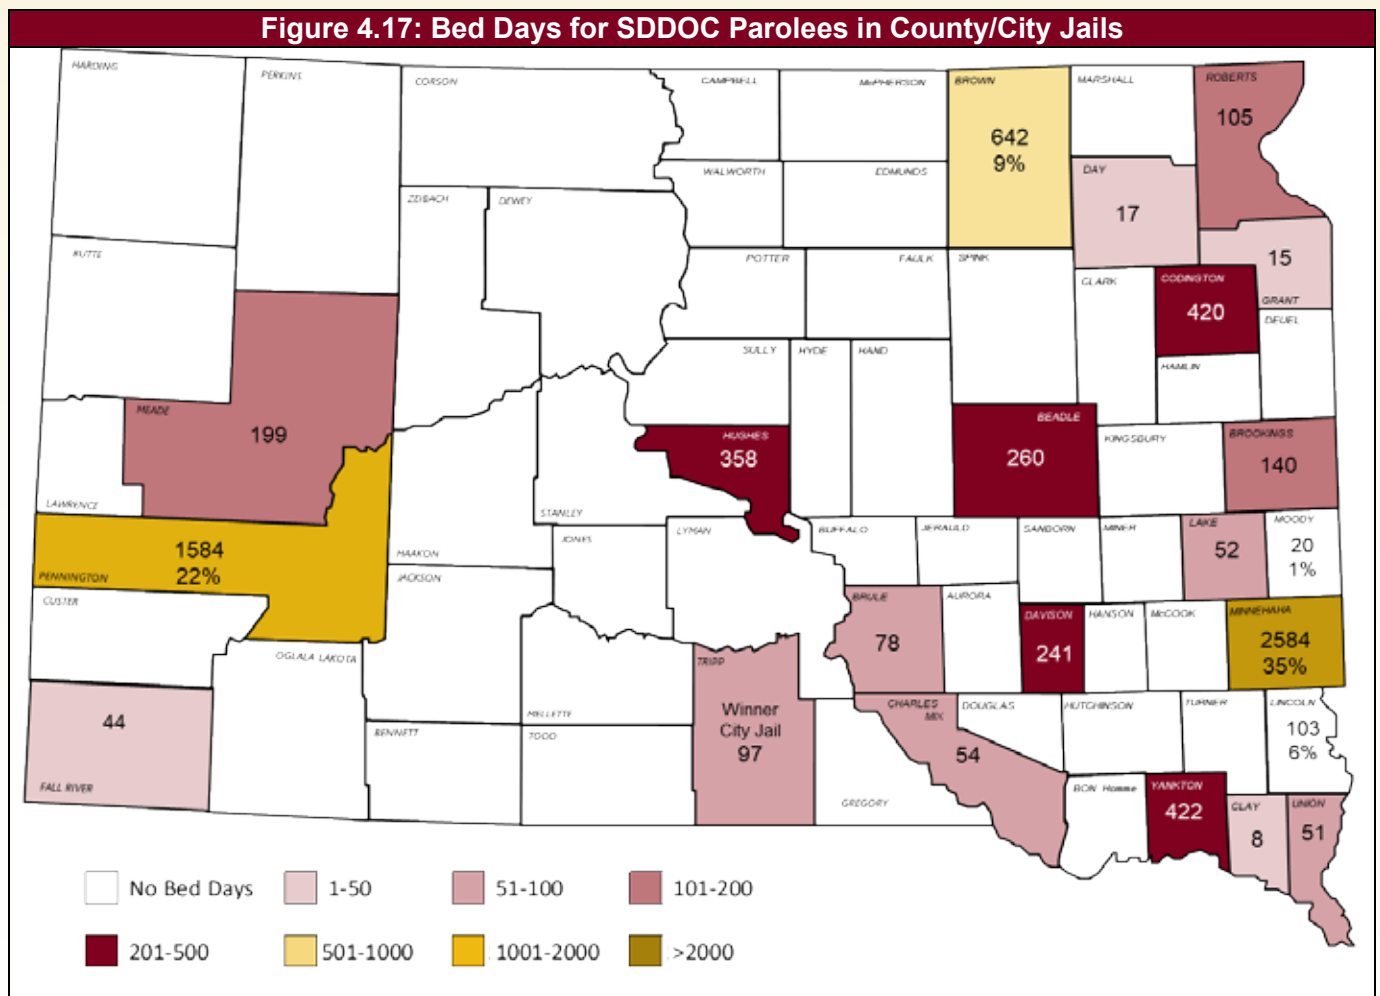 Figure 4.17: Bed Days for SDDOC Parolees in County/City Jails
HARDING
PERKINS
CORSON
CAMPBELL
McPHERSON
BROWN
642
9%
MARSHALL
ROBERTS
105
WALWORTH
EDMUNDS
DAY
17
ZEIBACH
DEWEY
BUTTE
POTTER
FAULK
SPINK
CLARK
15
GRANT
CODINGTON
420
DEUEL
HAMLIN
SULLY
HYDE
HAND
MEADE
199
HUGHES
358
BEADLE
260
KINGSBURY
BROOKINGS
140
LAWRENCE
STANLEY
LYMAN
BUFFALO
JERAULD
SANBORN
MINER
LAKE
52
MOODY
20
1%
1584
22%
PENNINGTON
HAAKON
JONES
JACKSON
CUSTER
BRULE
78
AURORA
DAVISON
241
HANSON
McCOOK
MINNEHAHA
2584
35%
OGLALA LAKOTA
TRIPP
Winner
City Jail
97
44
FALL RIVER
MELLETTE
BENNETT
TODD
GREGORY
CHARLES
MIX
54
DOUGLAS
HUTCHINSON
TURNER
LINCOLN
103
6%
BON Homme
YANKTON
422
CLAY
8
UNION
51
No Bed Days
1-50
51-100
101-200
201-500
501-1000
1001-2000
>2000